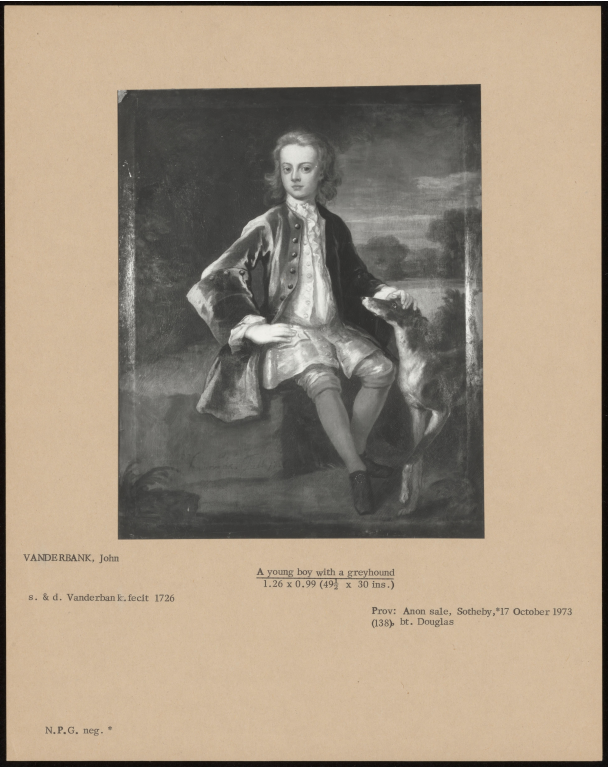 VANDERBANK, John
A young boy with a greyhound
1.26 x 0.99 (49½ x 30 ins.)
s. & d. Vanderbank.fecit 1726
Prov: Anon sale, Sotheby,*17 October 1973
(138), bt. Douglas
N.P.G. neg. *